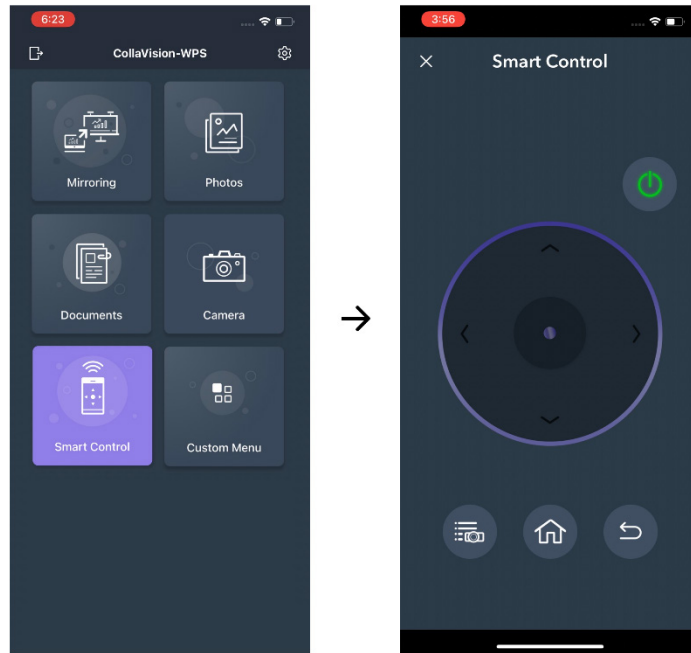 6:23
CollaVision-WPS
Mirroring
Photos
Documents
Camera
Smart Control
Custom Menu
3:56
Smart Control